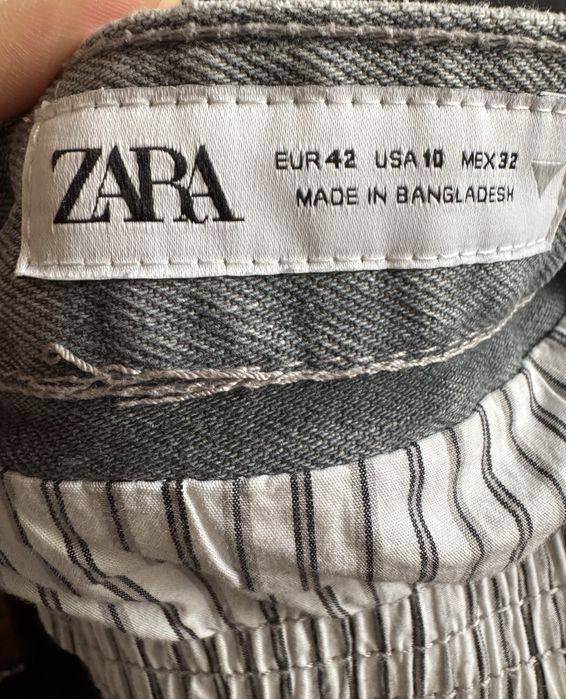 ZARA
EUR 42 USA 10 MEX 32
MADE IN BANGLADESH